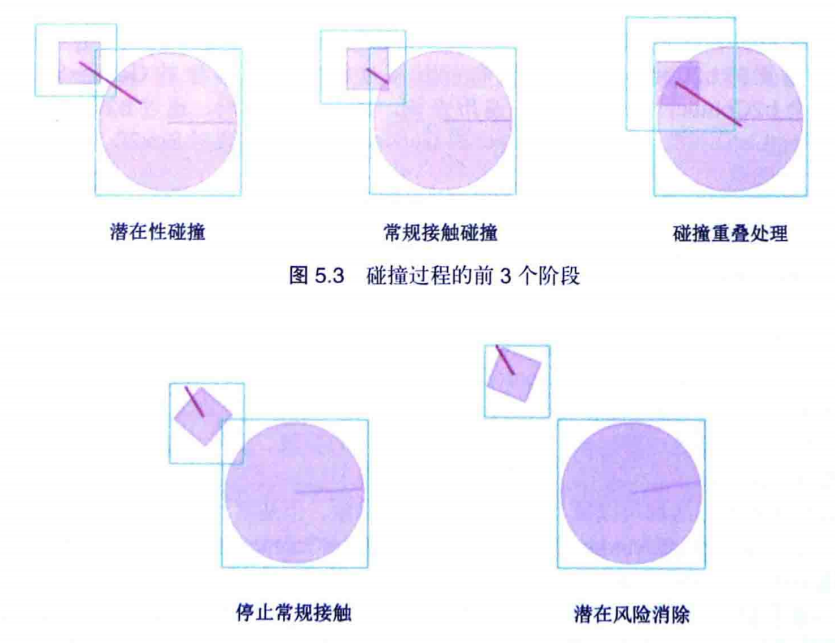 潜在性碰撞
常规接触碰撞
碰撞重叠处理
图 5.3 碰撞过程的前 3 个阶段
停止常规接触
潜在风险消除